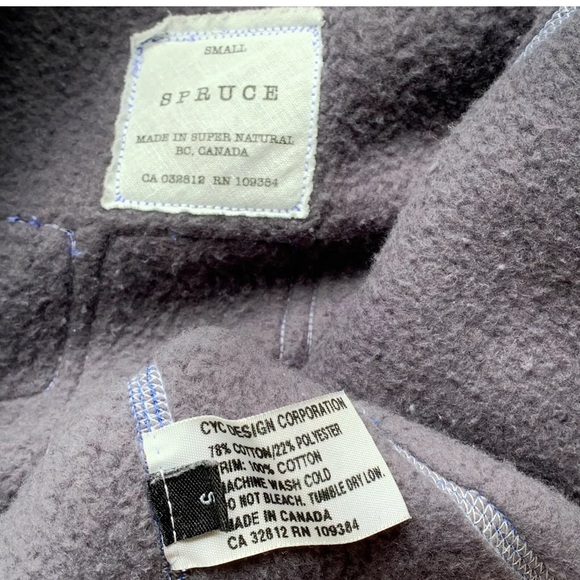 SMALL
SPRUCE
MADE IN SUPER NATURAL
BC, CANADA
CA 032812 RN 109384
CYC DESIGN CORPORATION
78% COTTON/22% POLYESTER
TRIM: 100% COTTON
MACHINE WASH COLD
DO NOT BLEACH. TUMBLE DRY LOW.
MADE IN CANADA
CA 32812 RN 109384
S